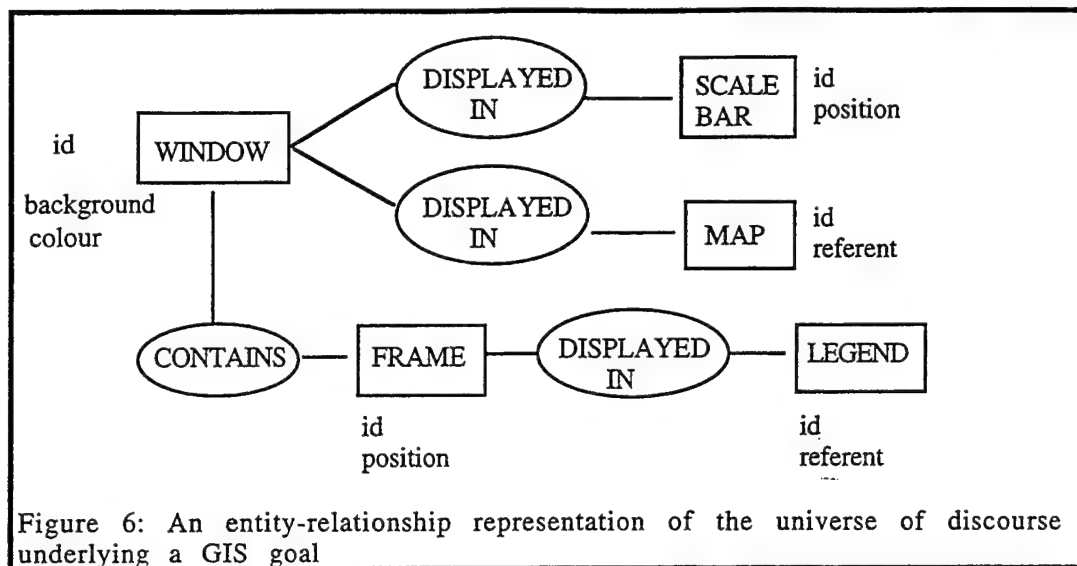 DISPLAYED
IN
SCALE
BAR
id
position
id
WINDOW
background
colour
DISPLAYED
IN
MAP
id
referent
CONTAINS
FRAME
DISPLAYED
IN
LEGEND
id
position
id
referent
Figure 6: An entity-relationship representation of the universe of discourse
underlying a GIS goal